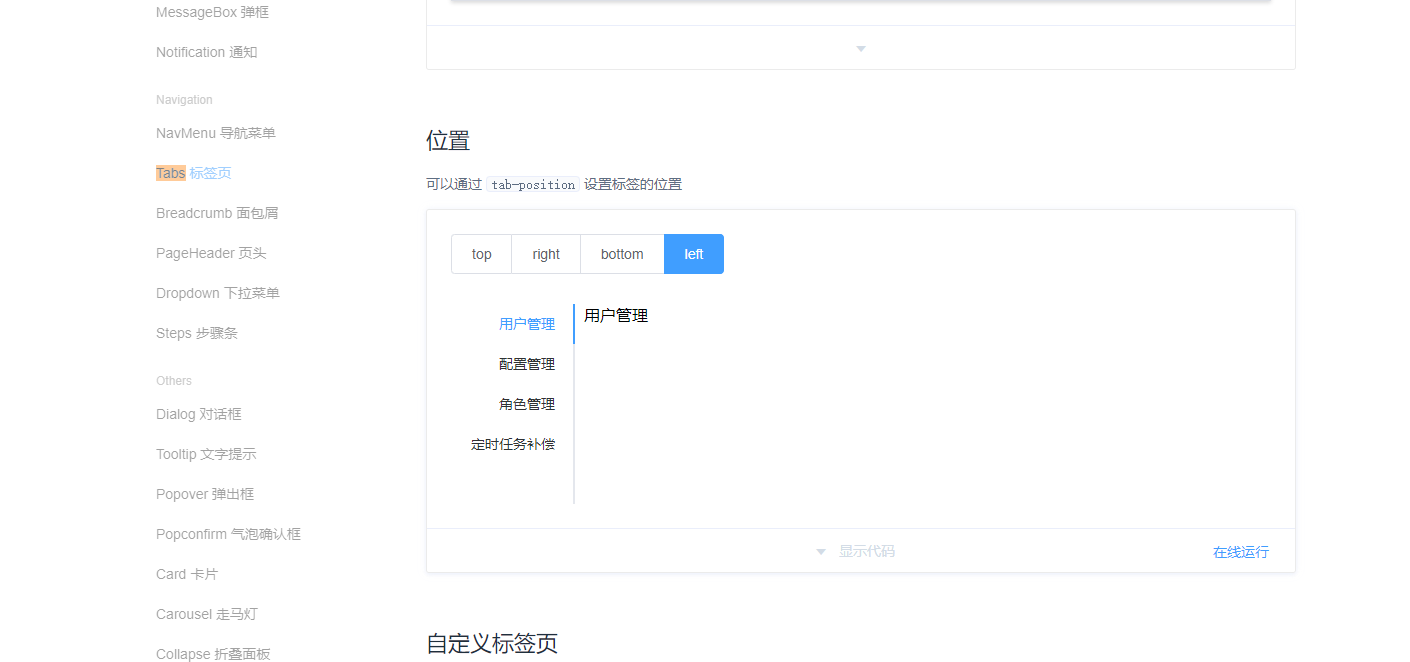 MessageBox 弹框
Notification 通知
Navigation
NavMenu 导航菜单
Tabs 标签页
Breadcrumb 面包屑
PageHeader 页头
Dropdown 下拉菜单
Steps 步骤条
Others
Dialog 对话框
Tooltip 文字提示
Popover 弹出框
Popconfirm 气泡确认框
Card 卡片
Carousel 走马灯
Collapse 折叠面板
位置
可以通过 tab-position 设置标签的位置
top right bottom left
用户管理
配置管理
角色管理
定时任务补偿
用户管理
显示代码
在线运行
自定义标签页